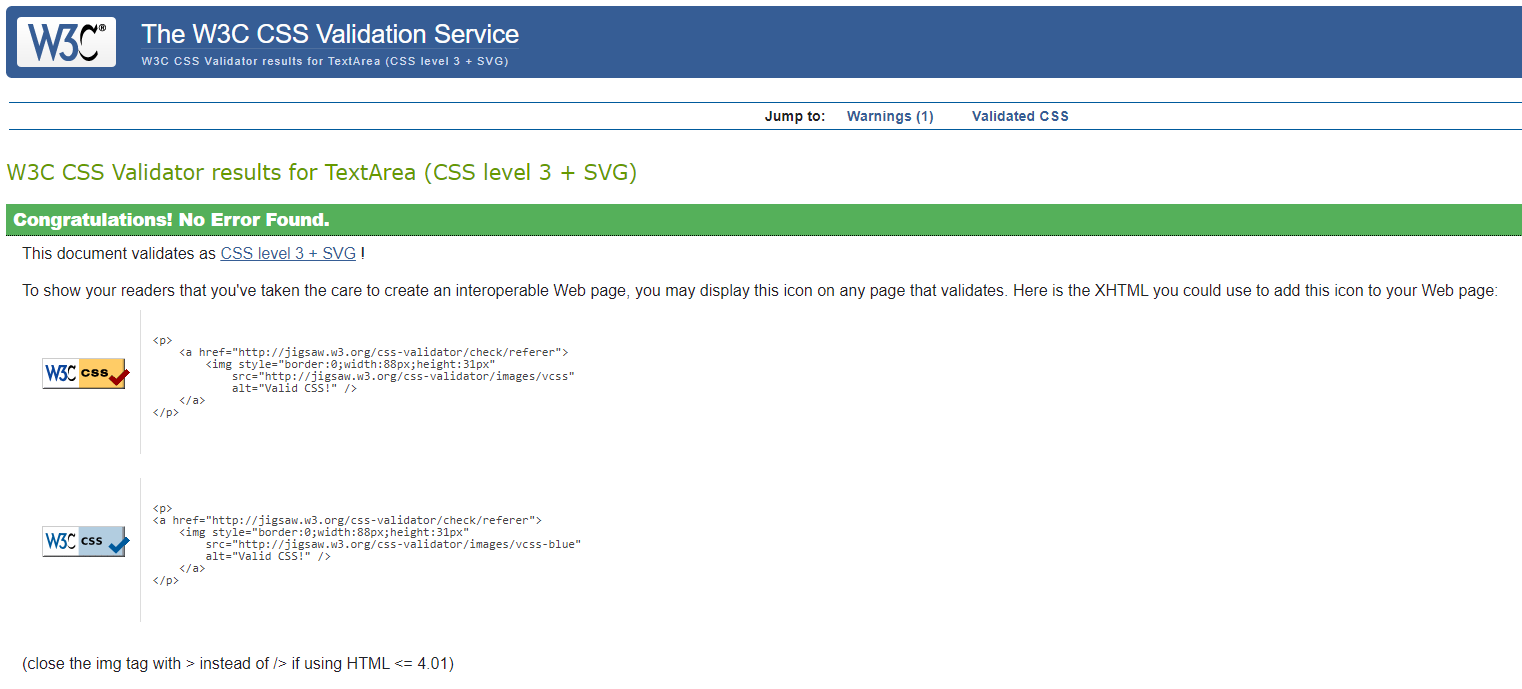 W3C®
The W3C CSS Validation Service
W3C CSS Validator results for TextArea (CSS level 3 + SVG)
Jump to: Warnings (1) Validated CSS
W3C CSS Validator results for TextArea (CSS level 3 + SVG)
Congratulations! No Error Found.
This document validates as CSS level 3 + SVG !
To show your readers that you've taken the care to create an interoperable Web page, you may display this icon on any page that validates. Here is the XHTML you could use to add this icon to your Web page:
W3C css
<p>
    <a href="http://jigsaw.w3.org/css-validator/check/referer">
        <img style="border:0;width:88px;height:31px"
            src="http://jigsaw.w3.org/css-validator/images/vcss"
            alt="Valid CSS!" />
    </a>
</p>
W3C css
<p>
<a href="http://jigsaw.w3.org/css-validator/check/referer">
    <img style="border:0;width:88px;height:31px"
        src="http://jigsaw.w3.org/css-validator/images/vcss-blue"
        alt="Valid CSS!" />
    </a>
</p>
(close the img tag with > instead of /> if using HTML <= 4.01)